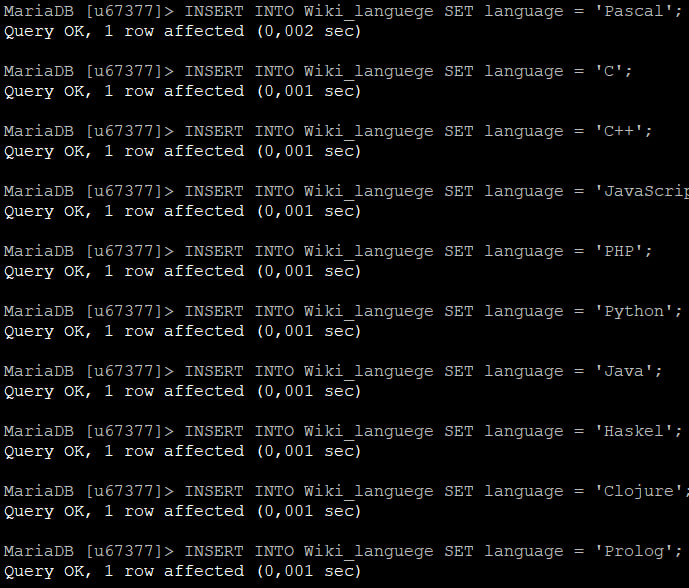 MariaDB [u67377]> INSERT INTO Wiki_languege SET language = 'Pascal';
Query OK, 1 row affected (0,002 sec)
MariaDB [u67377]> INSERT INTO Wiki_languege SET language = 'C';
Query OK, 1 row affected (0,001 sec)
MariaDB [u67377]> INSERT INTO Wiki_languege SET language = 'C++';
Query OK, 1 row affected (0,001 sec)
MariaDB [u67377]> INSERT INTO Wiki_languege SET language = 'JavaScrip
Query OK, 1 row affected (0,001 sec)
MariaDB [u67377]> INSERT INTO Wiki_languege SET language = 'PHP';
Query OK, 1 row affected (0,001 sec)
MariaDB [u67377]> INSERT INTO Wiki_languege SET language = 'Python';
Query OK, 1 row affected (0,001 sec)
MariaDB [u67377]> INSERT INTO Wiki_languege SET language = 'Java';
Query OK, 1 row affected (0,001 sec)
MariaDB [u67377]> INSERT INTO Wiki_languege SET language = 'Haskel';
Query OK, 1 row affected (0,001 sec)
MariaDB [u67377]> INSERT INTO Wiki_languege SET language = 'Clojure';
Query OK, 1 row affected (0,001 sec)
MariaDB [u67377]> INSERT INTO Wiki_languege SET language = 'Prolog';
Query OK, 1 row affected (0,001 sec)